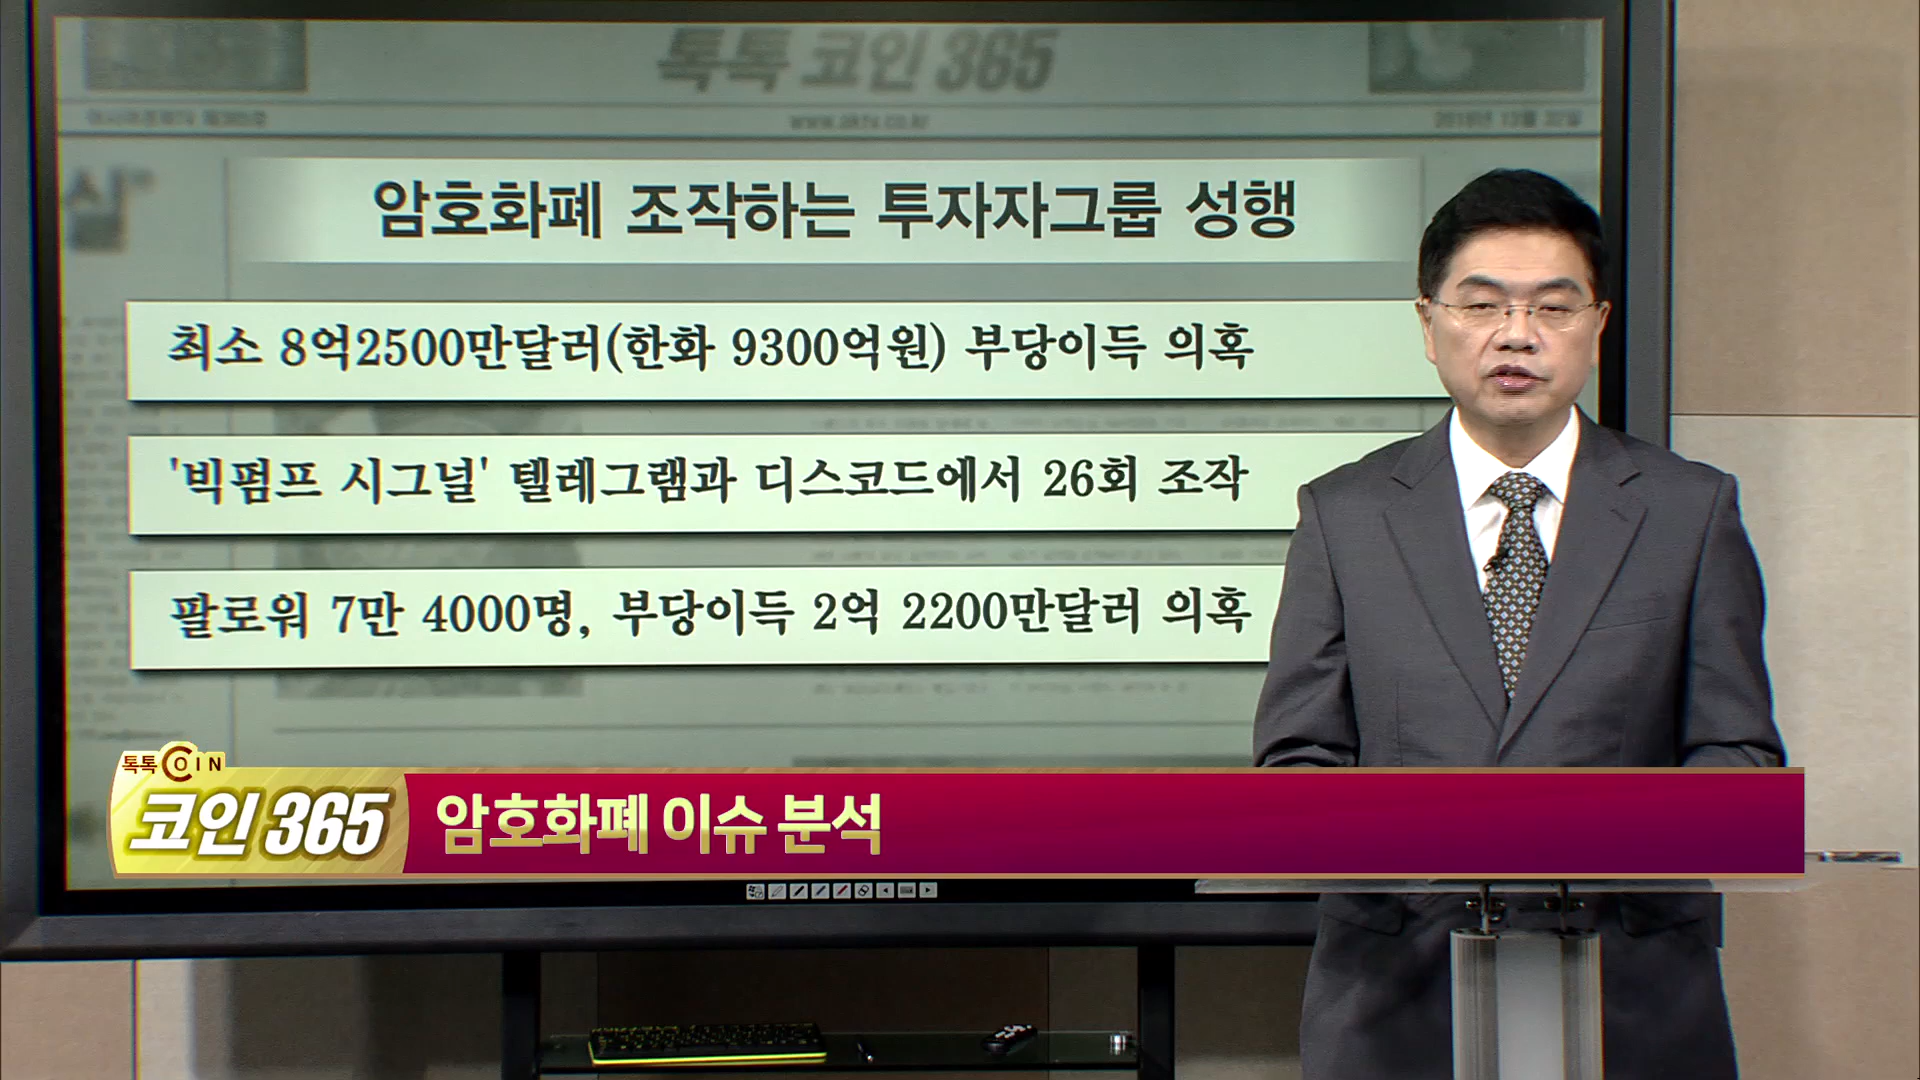 톡톡 코인 365
암호화폐 조작하는 투자자그룹 성행
최소 8억2500만달러(한화 9300억원) 부당이득 의혹
'빅펌프 시그널' 텔레그램과 디스코드에서 26회 조작
팔로워 7만 4000명, 부당이득 2억 2200만달러 의혹
톡톡 COIN
코인 365
암호화폐 이슈 분석